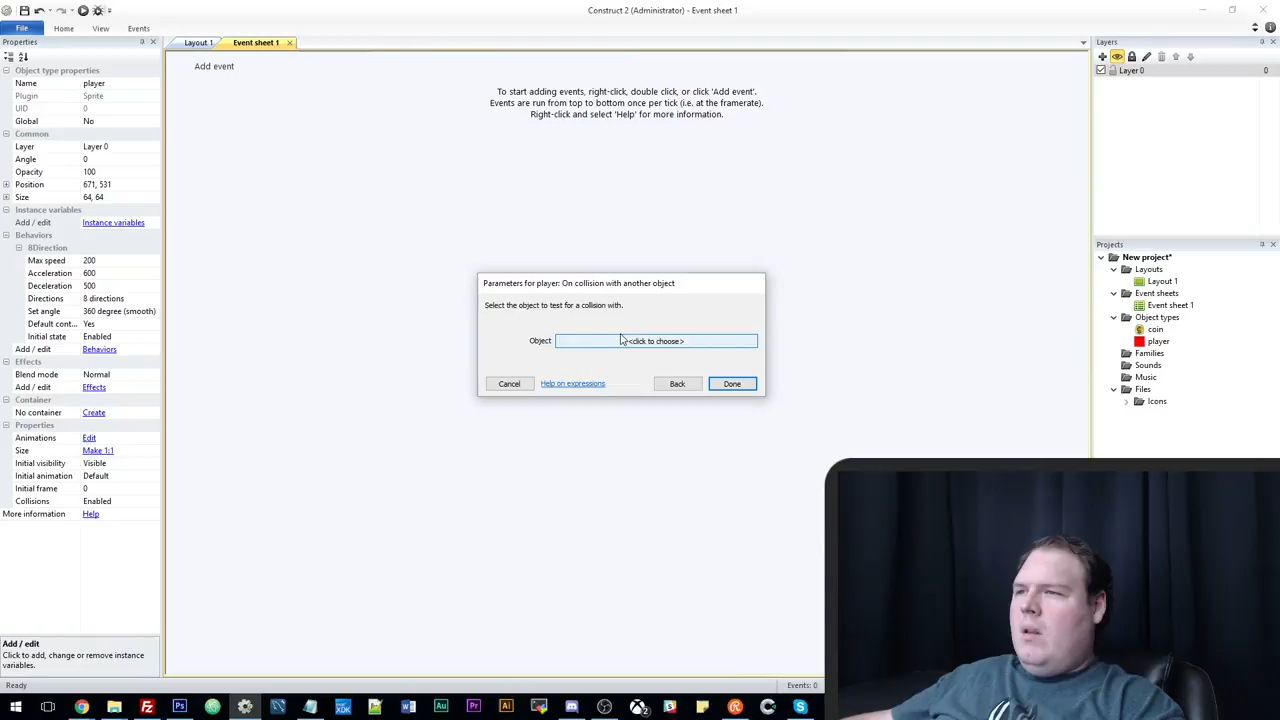 Construct 2 (Administrator) - Event sheet 1
File
Home
View
Events
Properties
Object type properties
Name player
Plugin Sprite
UID 0
Global No
Common
Layer Layer 0
Angle 0
Opacity 100
Position 671, 531
Size 64, 64
Instance variables
Add / edit Instance variables
Behaviors
8Direction
Max speed 200
Acceleration 600
Deceleration 500
Directions 8 directions
Set angle 360 degree (smooth)
Default cont... Yes
Initial state Enabled
Add / edit Behaviors
Effects
Blend mode Normal
Add / edit Effects
Container
No container Create
Properties
Animations Edit
Size Make 1:1
Initial visibility Visible
Initial animation Default
Initial frame 0
Collisions Enabled
More information Help
Add / edit
Click to add, change or remove instance
variables.
Ready
Layout 1
Event sheet 1
Add event
To start adding events, right-click, double click, or click 'Add event'.
Events are run from top to bottom once per tick (i.e. at the framerate).
Right-click and select 'Help' for more information.
Parameters for player: On collision with another object
Select the object to test for a collision with.
Object <click to choose>
Cancel
Help on expressions
Back
Done
Events: 0
Layers
Layer 0 0
Projects
New project*
Layouts
Layout 1
Event sheets
Event sheet 1
Object types
coin
player
Families
Sounds
Music
Files
Icons